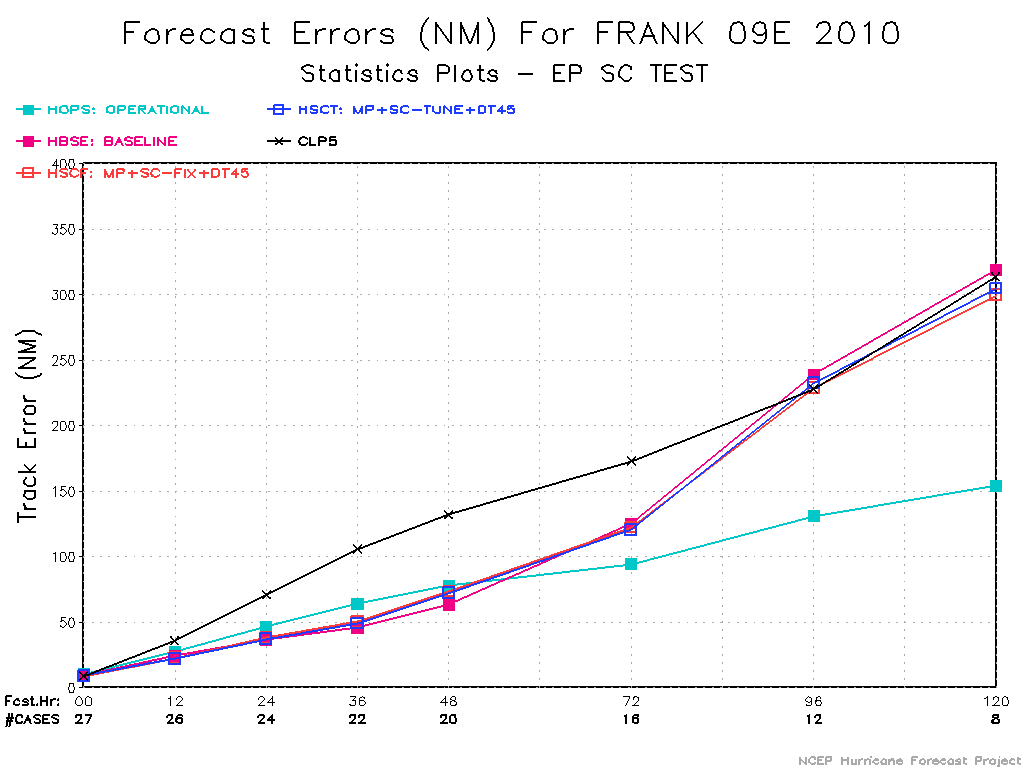 Forecast Errors (NM) For FRANK 09E 2010
Statistics Plots - EP SC TEST
HOPS: OPERATIONAL
HSCT: MP+SC-TUNE+DT45
HBSE: BASELINE
CLP5
HSCF: MP+SC-FIX+DT45
Track Error (NM)
400
350
300
250
200
150
100
50
0
Fcst.Hr: 00 12 24 36 48 72 96 120
#CASES 27 26 24 22 20 16 12 8
NCEP Hurricane Forecast Project